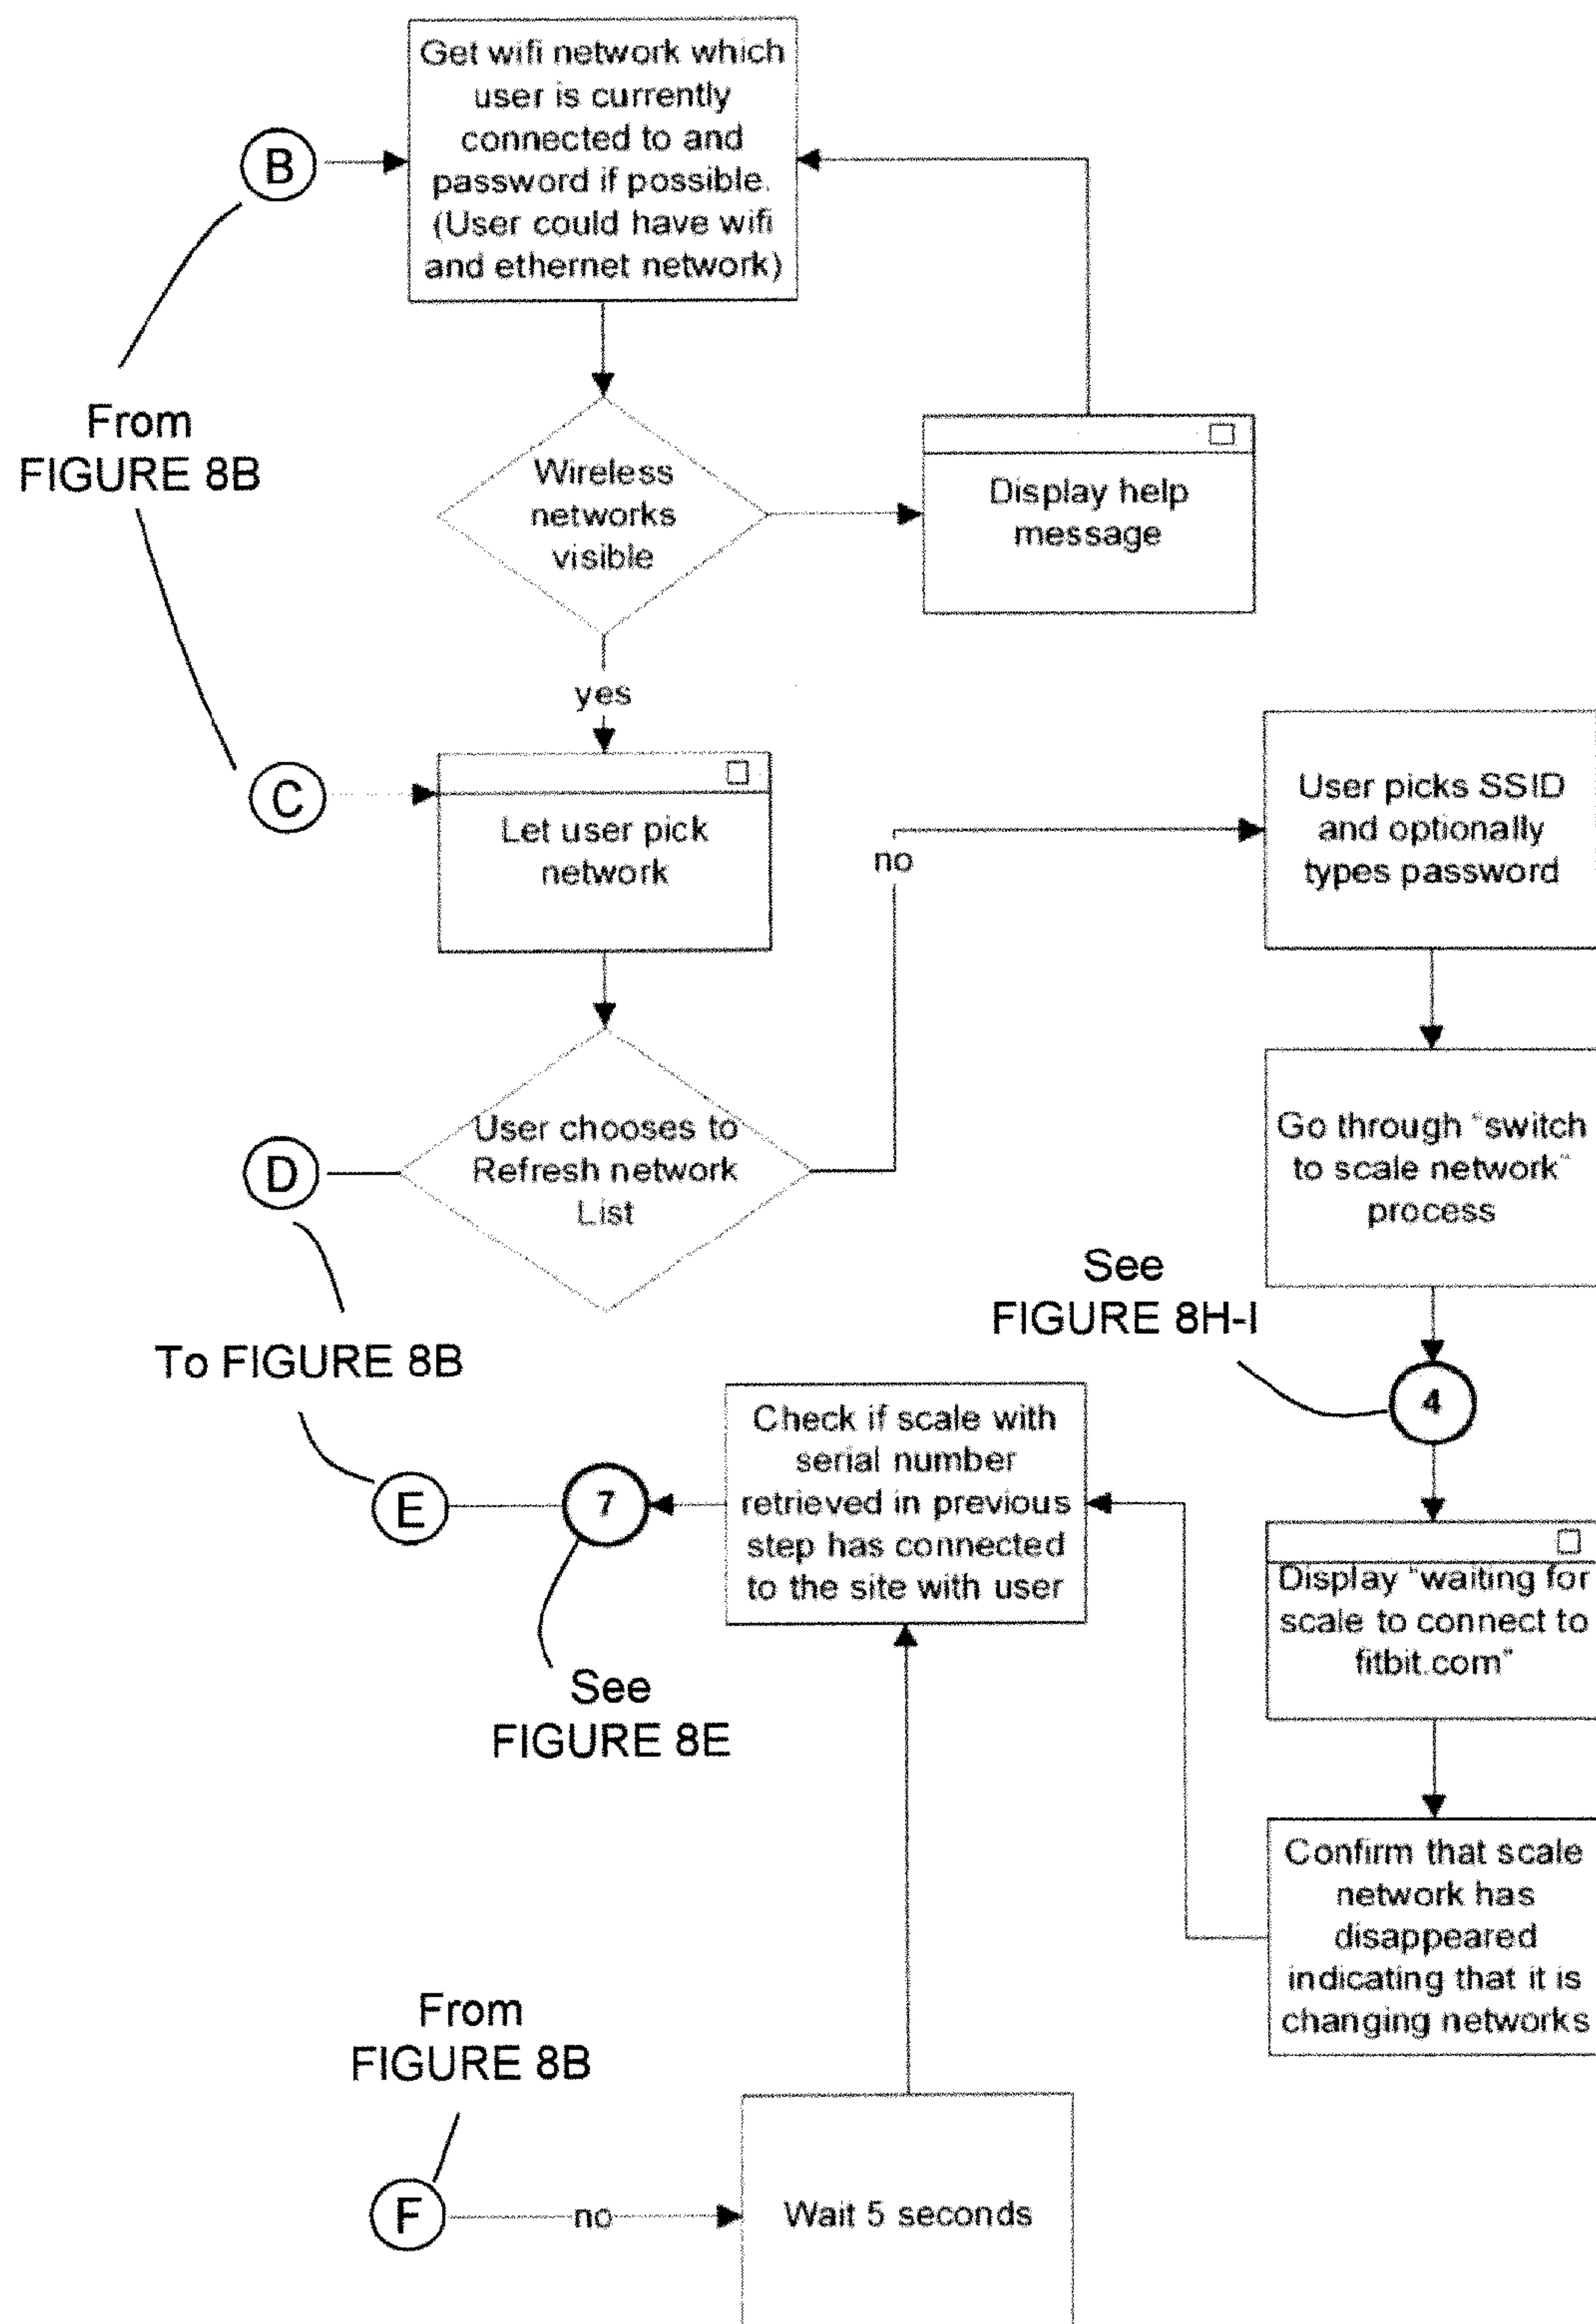 Get wifi network which
user is currently
connected to and
password if possible.
(User could have wifi
and ethernet network)
B
From
FIGURE 8B
Wireless
networks
visible
Display help
message
yes
C
Let user pick
network
no
User picks SSID
and optionally
types password
User chooses to
Refresh network
List
D
Go through "switch
to scale network"
process
To FIGURE 8B
See
FIGURE 8H-I
4
Check if scale with
serial number
retrieved in previous
step has connected
to the site with user
7
E
See
FIGURE 8E
Display "waiting for
scale to connect to
fitbit.com"
Confirm that scale
network has
disappeared
indicating that it is
changing networks
From
FIGURE 8B
F
no
Wait 5 seconds